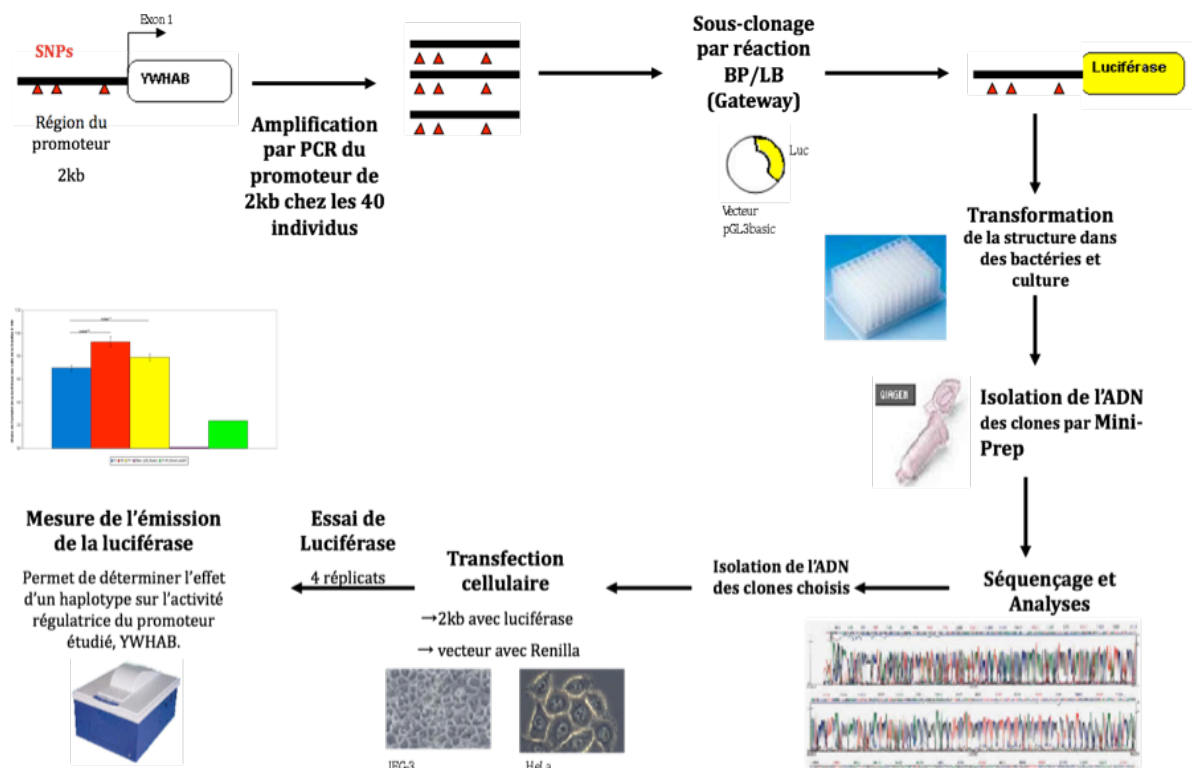 Exon 1
SNPs
YWHAB
Région du
promoteur
2kb
Amplification
par PCR du
promoteur de
2kb chez les 40
individus
Sous-clonage
par réaction
BP/LB
(Gateway)
Luc
Vecteur
pGL3basic
Luciférase
Transformation
de la structure dans
des bactéries et
culture
QIAGEN
Isolation de l'ADN
des clones par Mini-
Prep
Séquençage et
Analyses
Isolation de l'ADN
des clones choisis
Transfection
cellulaire
→2kb avec luciférase
→ vecteur avec Renilla
JEG-3
HeLa
Essai de
Luciférase
4 réplicats
Mesure de l'émission
de la luciférase
Permet de déterminer l'effet
d'un haplotype sur l'activité
régulatrice du promoteur
étudié, YWHAB.